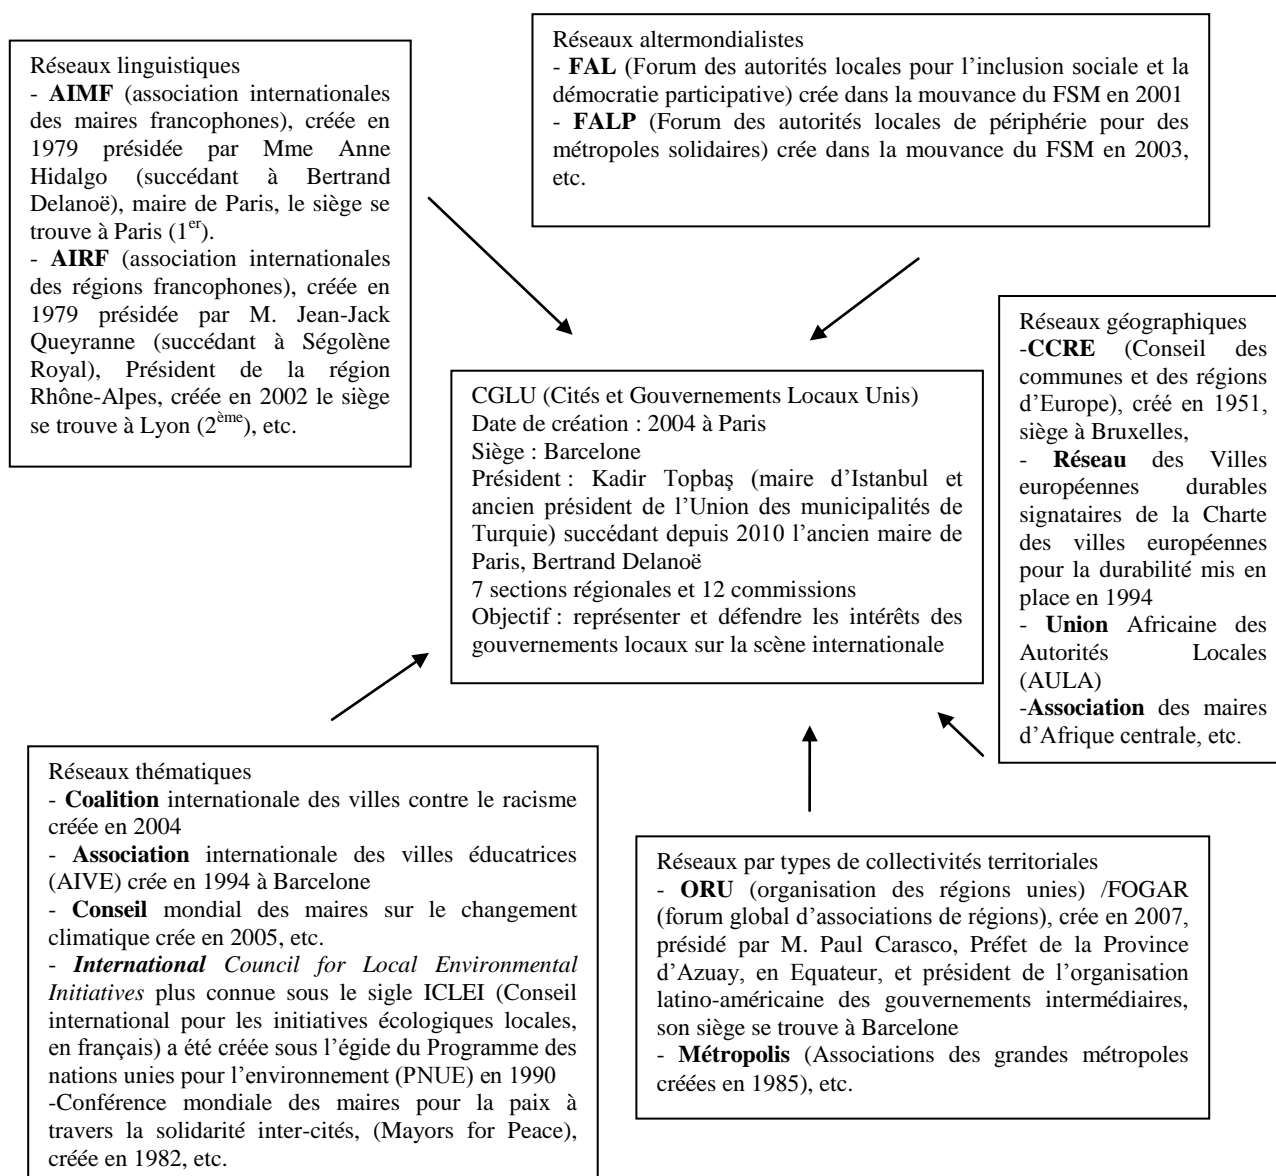 Réseaux linguistiques
- AIMF (association internationales
des maires francophones), créée en
1979 présidée par Mme Anne
Hidalgo (succédant à Bertrand
Delanoë), maire de Paris, le siège se
trouve à Paris (1er).
- AIRF (association internationales
des régions francophones), créée en
1979 présidée par M. Jean-Jack
Queyranne (succédant à Ségolène
Royal), Président de la région
Rhône-Alpes, créée en 2002 le siège
se trouve à Lyon (2ème), etc.
Réseaux altermondialistes
- FAL (Forum des autorités locales pour l’inclusion sociale et la
démocratie participative) crée dans la mouvance du FSM en 2001
- FALP (Forum des autorités locales de périphérie pour des
métropoles solidaires) crée dans la mouvance du FSM en 2003,
etc.
CGLU (Cités et Gouvernements Locaux Unis)
Date de création : 2004 à Paris
Siège : Barcelone
Président : Kadir Topbaş (maire d’Istanbul et
ancien président de l’Union des municipalités de
Turquie) succédant depuis 2010 l’ancien maire de
Paris, Bertrand Delanoë
7 sections régionales et 12 commissions
Objectif : représenter et défendre les intérêts des
gouvernements locaux sur la scène internationale
Réseaux géographiques
-CCRE (Conseil des
communes et des régions
d’Europe), créé en 1951,
siège à Bruxelles,
- Réseau des Villes
européennes durables
signataires de la Charte
des villes européennes
pour la durabilité mis en
place en 1994
- Union Africaine des
Autorités Locales
(AULA)
-Association des maires
d’Afrique centrale, etc.
Réseaux thématiques
- Coalition internationale des villes contre le racisme
créée en 2004
- Association internationale des villes éducatrices
(AIVE) crée en 1994 à Barcelone
- Conseil mondial des maires sur le changement
climatique crée en 2005, etc.
- International Council for Local Environmental
Initiatives plus connue sous le sigle ICLEI (Conseil
international pour les initiatives écologiques locales,
en français) a été créée sous l’égide du Programme des
nations unies pour l’environnement (PNUE) en 1990
-Conférence mondiale des maires pour la paix à
travers la solidarité inter-cités, (Mayors for Peace),
créée en 1982, etc.
Réseaux par types de collectivités territoriales
- ORU (organisation des régions unies) /FOGAR
(forum global d’associations de régions), crée en 2007,
présidé par M. Paul Carasco, Préfet de la Province
d’Azuay, en Equateur, et président de l’organisation
latino-américaine des gouvernements intermédiaires,
son siège se trouve à Barcelone
- Métropolis (Associations des grandes métropoles
créées en 1985), etc.